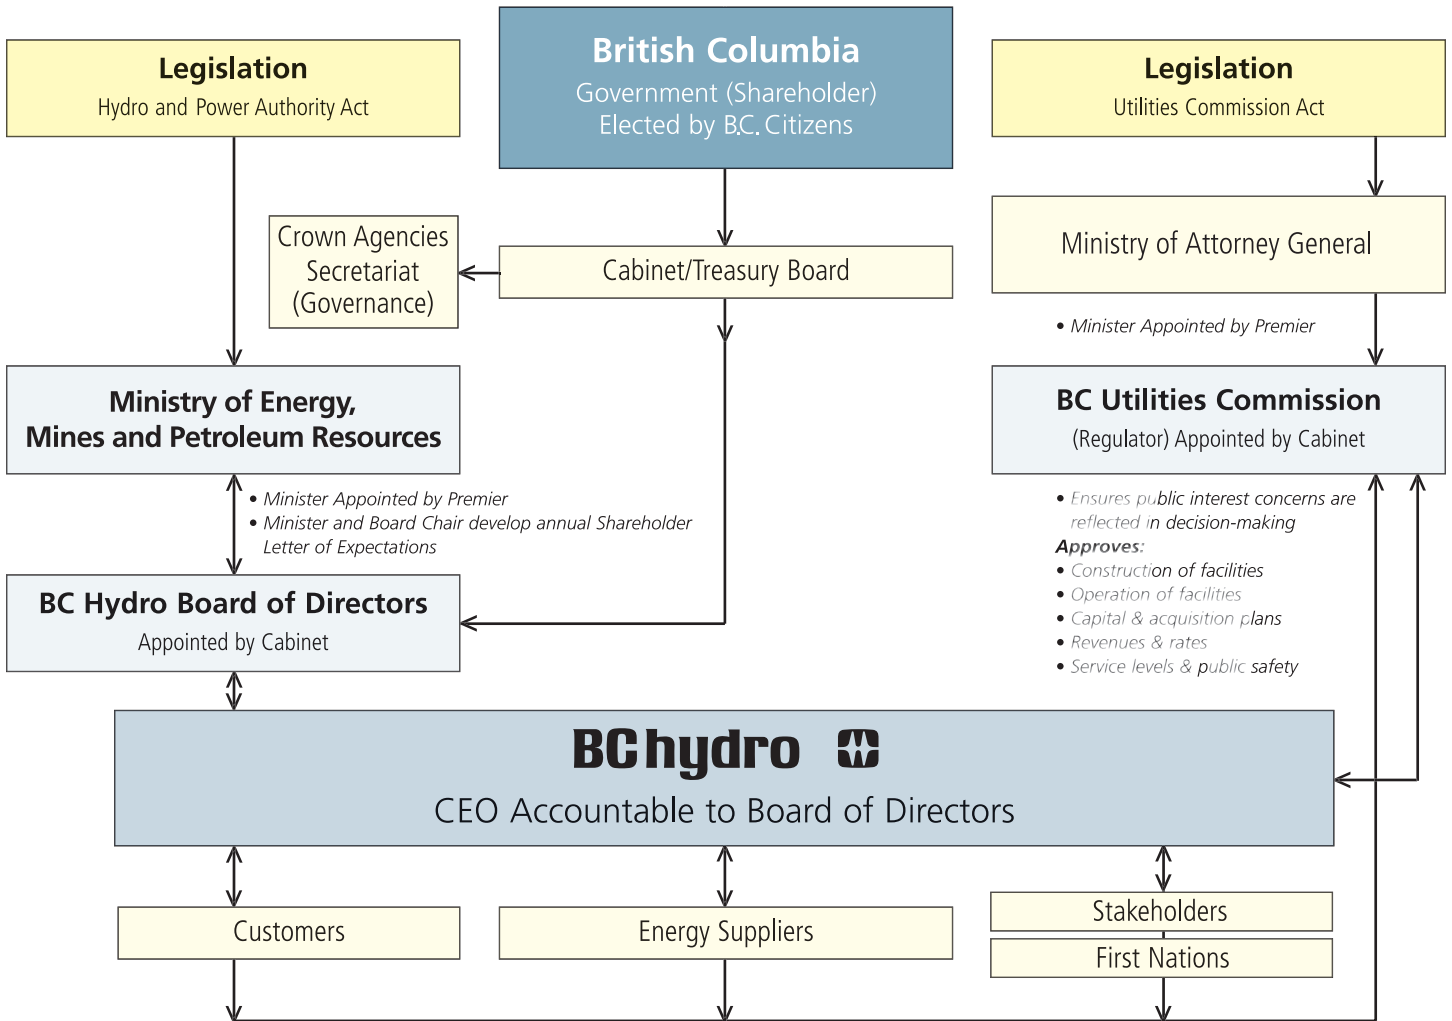 Legislation
Hydro and Power Authority Act
British Columbia
Government (Shareholder)
Elected by B.C. Citizens
Legislation
Utilities Commission Act
Crown Agencies
Secretariat
(Governance)
Cabinet/Treasury Board
Ministry of Attorney General
• Minister Appointed by Premier
Ministry of Energy,
Mines and Petroleum Resources
BC Utilities Commission
(Regulator) Appointed by Cabinet
• Minister Appointed by Premier
• Minister and Board Chair develop annual Shareholder
Letter of Expectations
• Ensures public interest concerns are
reflected in decision-making
Approves:
• Construction of facilities
• Operation of facilities
• Capital & acquisition plans
• Revenues & rates
• Service levels & public safety
BC Hydro Board of Directors
Appointed by Cabinet
BC hydro
CEO Accountable to Board of Directors
Customers
Energy Suppliers
Stakeholders
First Nations